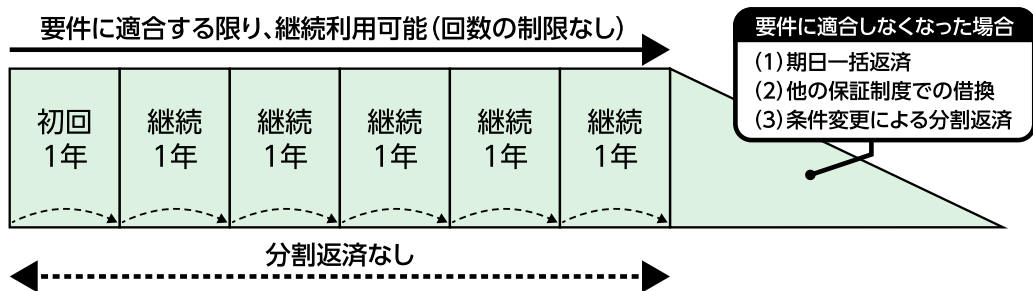 要件に適合する限り、継続利用可能（回数の制限なし）
要件に適合しなくなった場合
(1)期日一括返済
(2)他の保証制度での借換
(3)条件変更による分割返済
初回
1年
継続
1年
継続
1年
継続
1年
継続
1年
継続
1年
分割返済なし